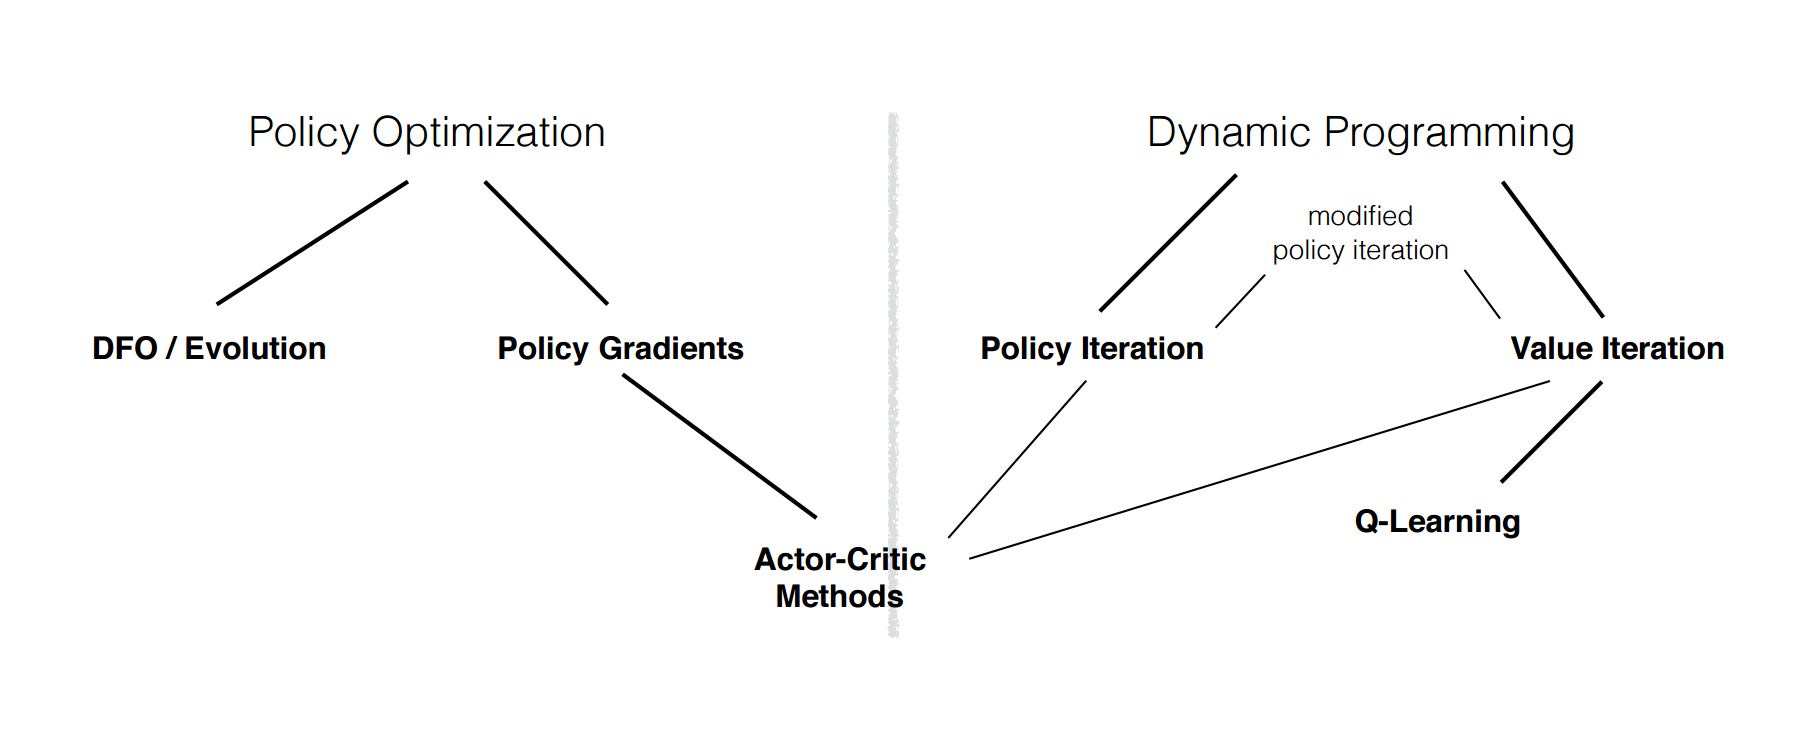 Policy Optimization
Dynamic Programming
modified
policy iteration
DFO / Evolution
Policy Gradients
Policy Iteration
Value Iteration
Q-Learning
Actor-Critic
Methods